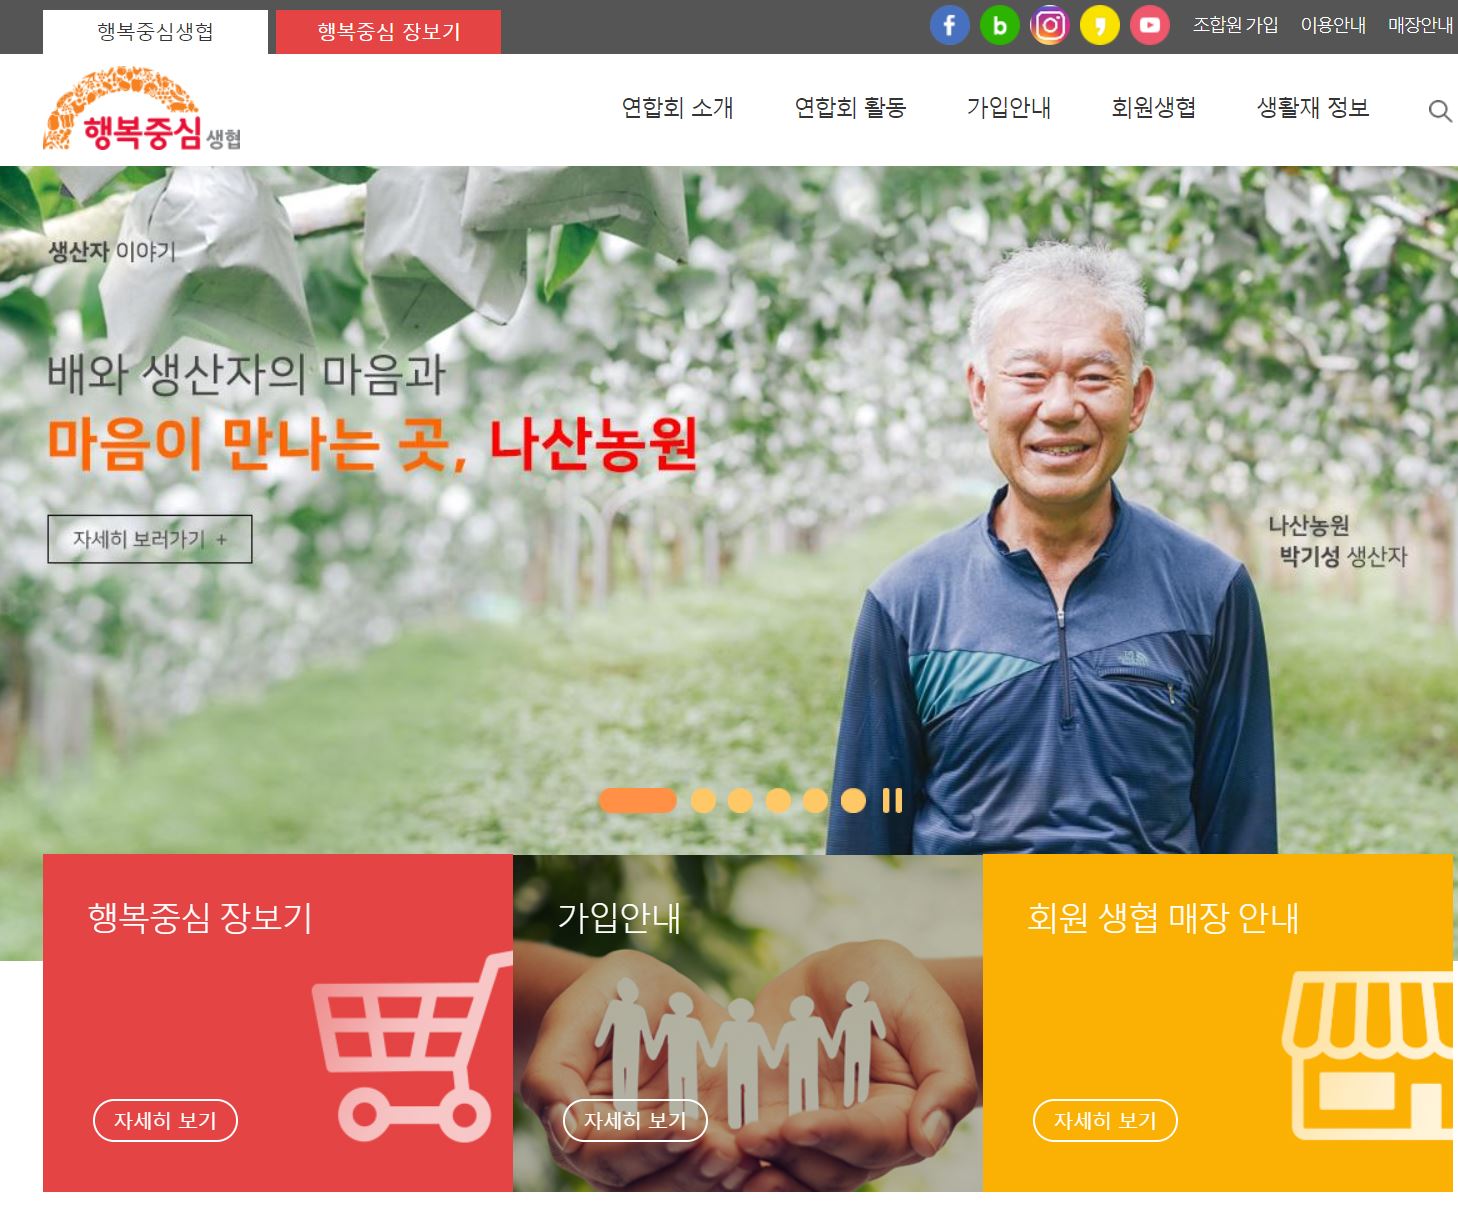 행복중심생협
행복중심 장보기
조합원 가입
이용안내
매장안내
행복중심 생협
연합회 소개
연합회 활동
가입안내
회원생협
생활재 정보
생산자 이야기
배와 생산자의 마음과
마음이 만나는 곳, 나산농원
자세히 보러가기 +
나산농원
박기성 생산자
행복중심 장보기
자세히 보기
가입안내
자세히 보기
회원 생협 매장 안내
자세히 보기